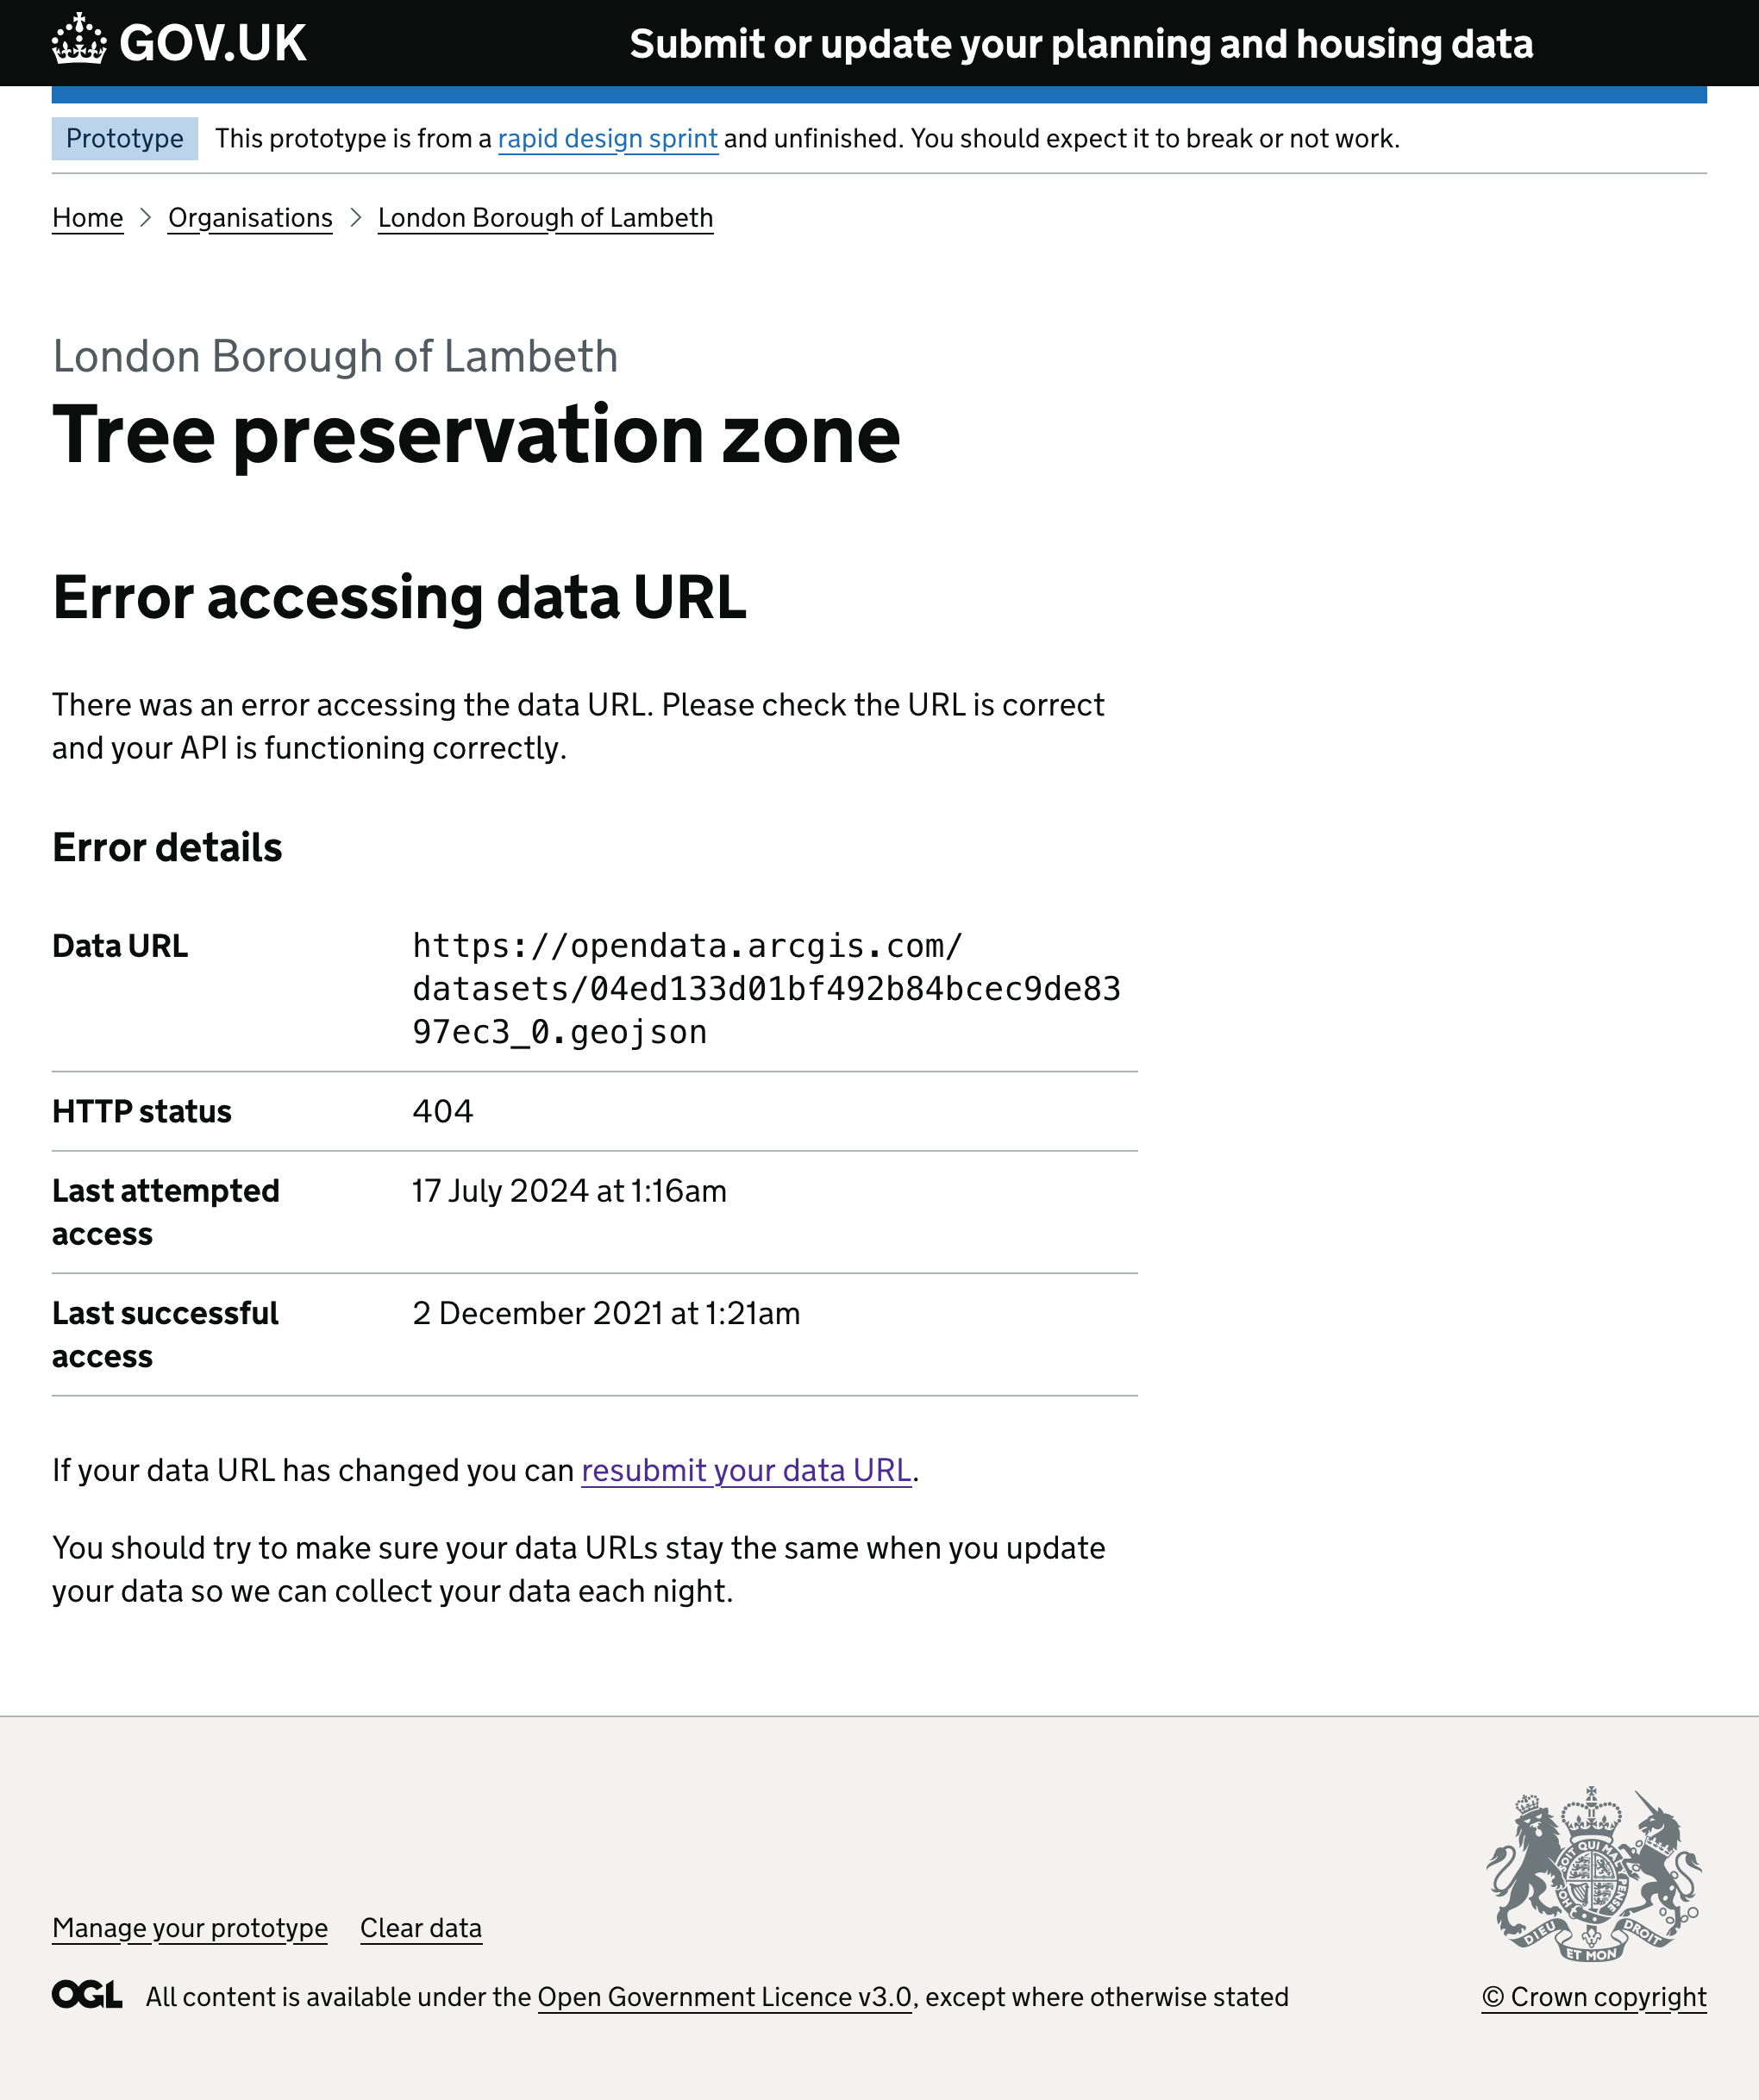 GOV.UK
Submit or update your planning and housing data
Prototype
This prototype is from a rapid design sprint and unfinished. You should expect it to break or not work.
Home > Organisations > London Borough of Lambeth
London Borough of Lambeth
Tree preservation zone
Error accessing data URL
There was an error accessing the data URL. Please check the URL is correct
and your API is functioning correctly.
Error details
Data URL
https://opendata.arcgis.com/
datasets/04ed133d01bf492b84bcec9de83
97ec3_0.geojson
HTTP status
404
Last attempted
access
17 July 2024 at 1:16am
Last successful
access
2 December 2021 at 1:21am
If your data URL has changed you can resubmit your data URL.
You should try to make sure your data URLs stay the same when you update
your data so we can collect your data each night.
Manage your prototype
Clear data
OGL
All content is available under the Open Government Licence v3.0, except where otherwise stated
DIEU ET MON DROIT
© Crown copyright